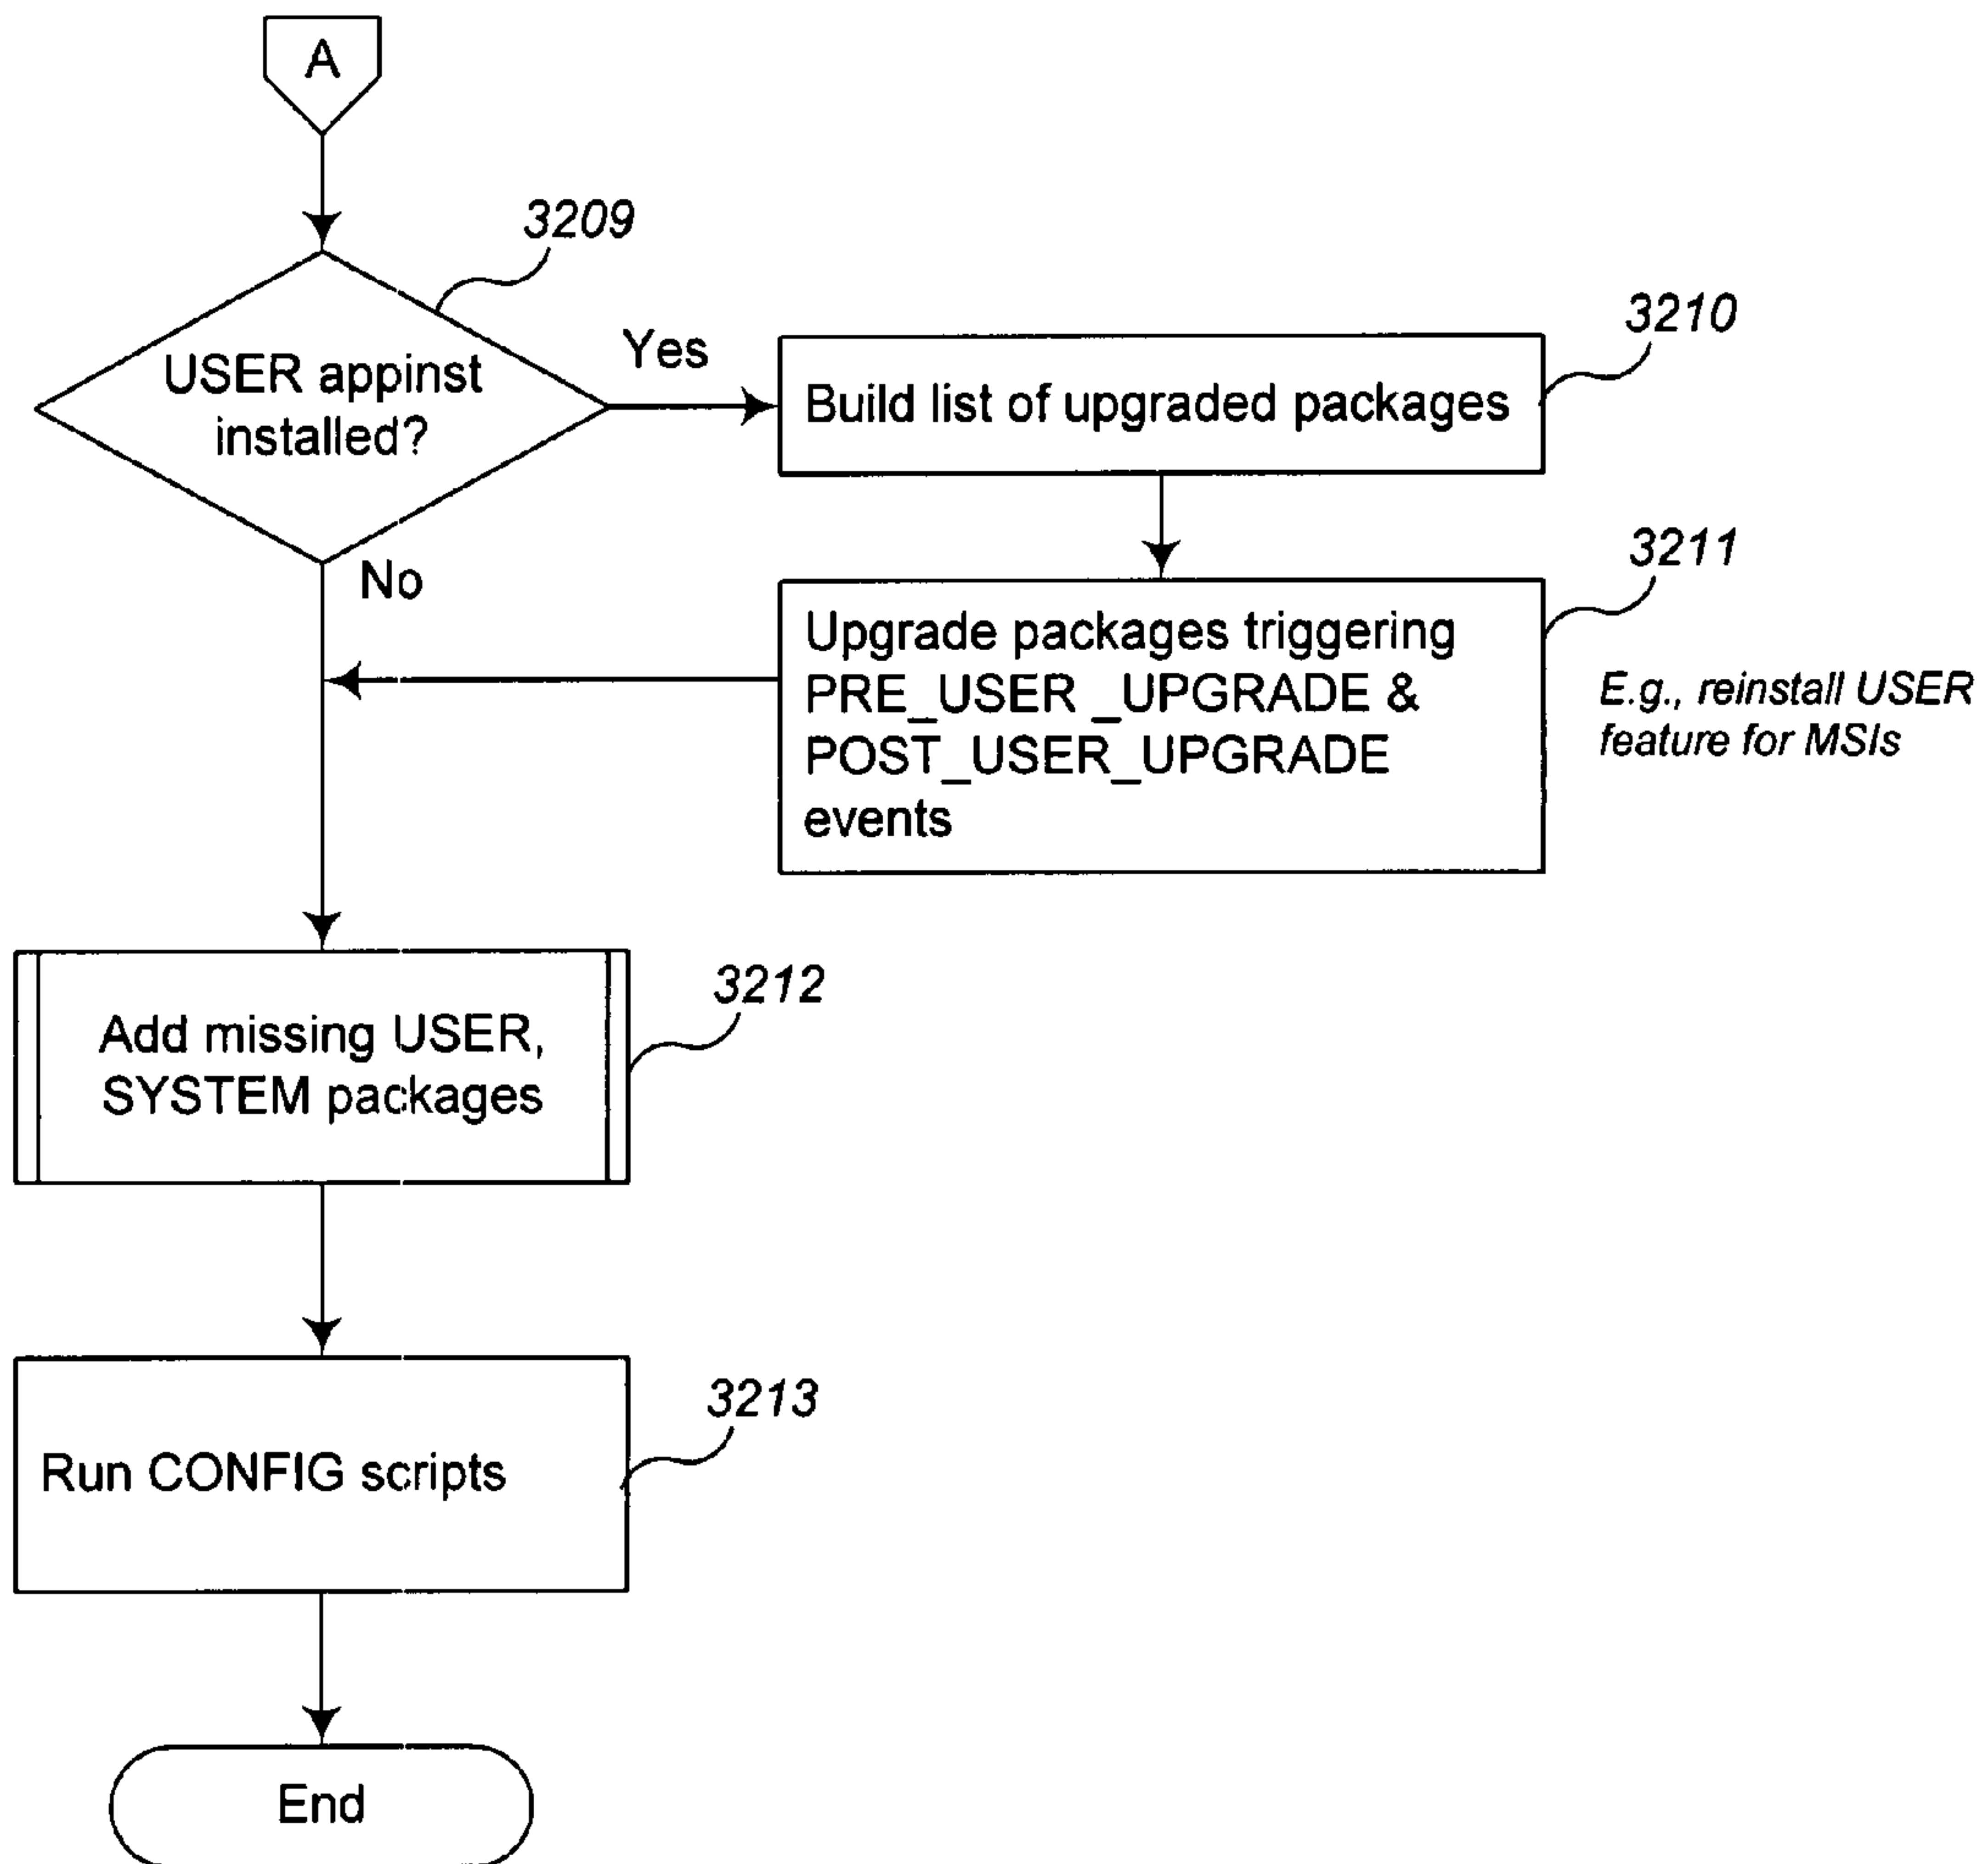 A
3209
USER appinst
installed?
Yes
3210
Build list of upgraded packages
No
3211
Upgrade packages triggering
PRE_USER _UPGRADE &
POST_USER_UPGRADE
events
E.g., reinstall USER
feature for MSIs
3212
Add missing USER,
SYSTEM packages
3213
Run CONFIG scripts
End